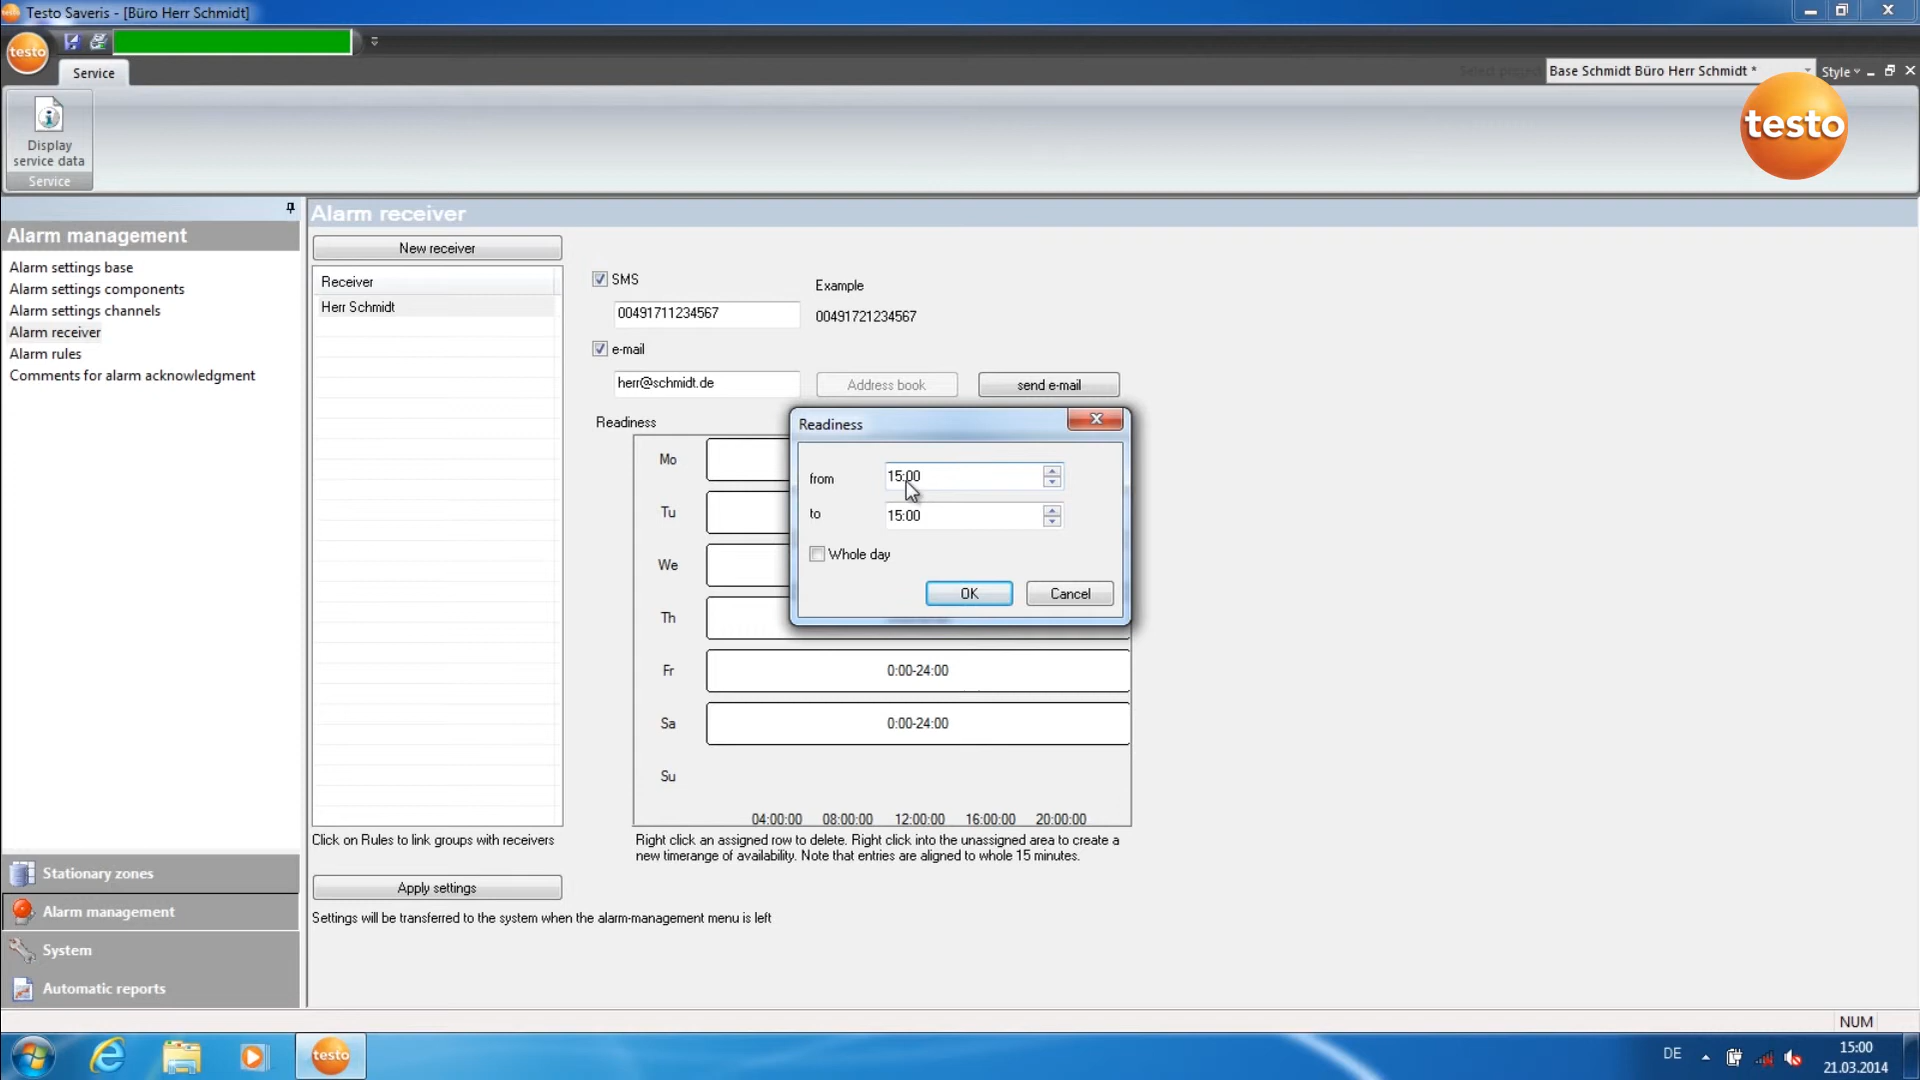 Testo Saveris - [Büro Herr Schmidt]
testo
Service
Select project
Base Schmidt Büro Herr Schmidt *
Style
Display
service data
Service
testo
Alarm management
Alarm settings base
Alarm settings components
Alarm settings channels
Alarm receiver
Alarm rules
Comments for alarm acknowledgment
Stationary zones
Alarm management
System
Automatic reports
Alarm receiver
New receiver
Receiver
Herr Schmidt
Click on Rules to link groups with receivers
Apply settings
Settings will be transferred to the system when the alarm-management menu is left
SMS
00491711234567
Example
00491721234567
e-mail
herr@schmidt.de
Address book
send e-mail
Readiness
Mo
Tu
We
Th
Fr
0:00-24:00
Sa
0:00-24:00
Su
04:00:00 08:00:00 12:00:00 16:00:00 20:00:00
Right click an assigned row to delete. Right click into the unassigned area to create a
new timerange of availability. Note that entries are aligned to whole 15 minutes.
Readiness
from
15:00
to
15:00
Whole day
OK
Cancel
NUM
testo
DE
15:00
21.03.2014